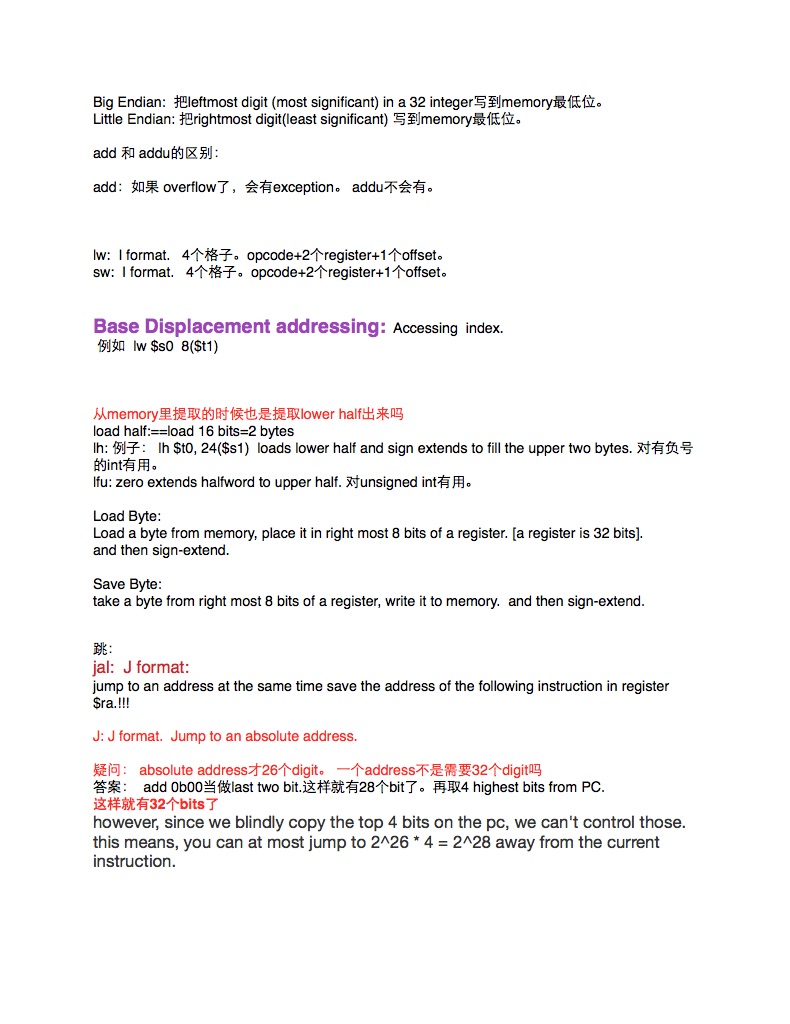 Big Endian:  把leftmost digit (most significant) in a 32 integer写到memory最低位。
Little Endian: 把rightmost digit(least significant) 写到memory最低位。
add 和 addu的区别：
add：如果 overflow了，会有exception。 addu不会有。
lw:  I format.   4个格子。opcode+2个register+1个offset。
sw:  I format.   4个格子。opcode+2个register+1个offset。
Base Displacement addressing: Accessing  index.
例如  lw $s0  8($t1)
从memory里提取的时候也是提取lower half出来吗
load half:==load 16 bits=2 bytes
lh: 例子：  lh $t0, 24($s1)  loads lower half and sign extends to fill the upper two bytes. 对有负号
的int有用。
lfu: zero extends halfword to upper half. 对unsigned int有用。
Load Byte:
Load a byte from memory, place it in right most 8 bits of a register. [a register is 32 bits].
and then sign-extend.
Save Byte:
take a byte from right most 8 bits of a register, write it to memory.  and then sign-extend.
跳：
jal:  J format:
jump to an address at the same time save the address of the following instruction in register
$ra.!!!
J: J format.  Jump to an absolute address.
疑问：  absolute address才26个digit。 一个address不是需要32个digit吗
答案：  add 0b00当做last two bit.这样就有28个bit了。再取4 highest bits from PC.
这样就有32个bits了
however, since we blindly copy the top 4 bits on the pc, we can't control those.
this means, you can at most jump to 2^26 * 4 = 2^28 away from the current
instruction.